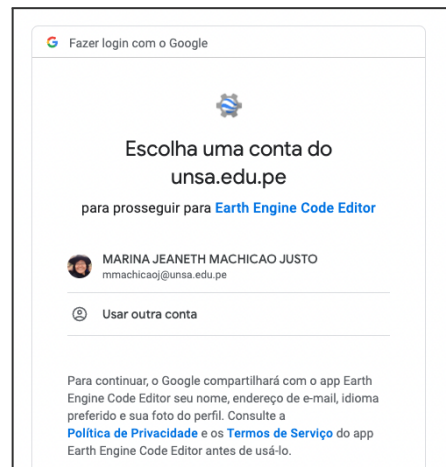 Fazer login com o Google
Escolha uma conta do
unsa.edu.pe
para prosseguir para Earth Engine Code Editor
MARINA JEANETH MACHICAO JUSTO
mmachicaoj@unsa.edu.pe
Usar outra conta
Para continuar, o Google compartilhará com o app Earth
Engine Code Editor seu nome, endereço de e-mail, idioma
preferido e sua foto do perfil. Consulte a
Política de Privacidade e os Termos de Serviço do app
Earth Engine Code Editor antes de usá-lo.